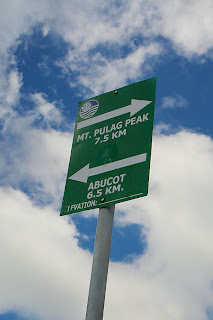 MT. PULAG PEAK
7.5 KM
ABUCOT
6.5 KM.